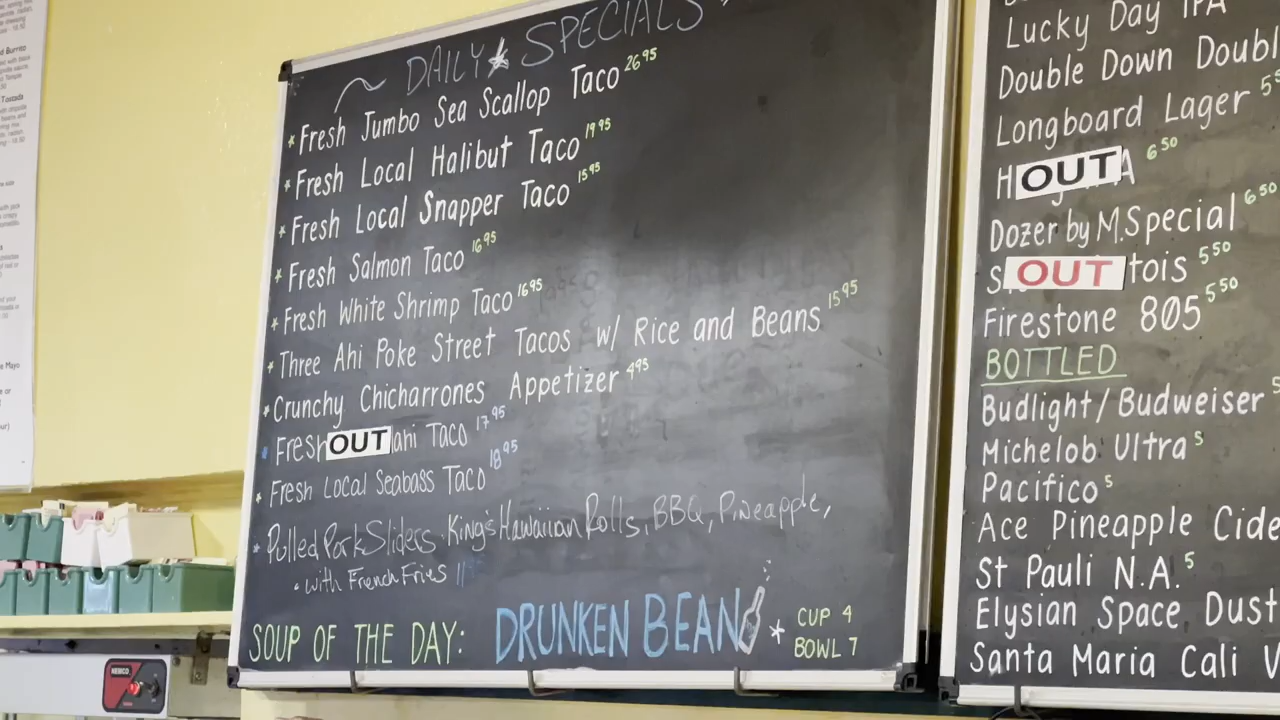 DAILY SPECIALS
Fresh Jumbo Sea Scallop Taco 26 95
Fresh Local Halibut Taco 19 95
Fresh Local Snapper Taco 15 95
Fresh Salmon Taco 16 95
Fresh White Shrimp Taco 16 95
Three Ahi Poke Street Tacos w/ Rice and Beans 15 95
Crunchy Chicharrones Appetizer 4 95
Fresh OUT ahi Taco 17 95
Fresh Local Seabass Taco 18 95
Pulled Pork Sliders King's Hawaiian Rolls, BBQ, Pineapple,
with French Fries
SOUP OF THE DAY: DRUNKEN BEAN * CUP 4
BOWL 7
Lucky Day IPA
Double Down Doubl
Longboard Lager
H OUT A 6 50
Dozer by M.Special 6 50
S OUT tois 5 50
Firestone 805 5 50
BOTTLED
Budlight/Budweiser
Michelob Ultra 5
Pacifico 5
Ace Pineapple Cide
St Pauli N.A. 5
Elysian Space Dust
Santa Maria Cali V